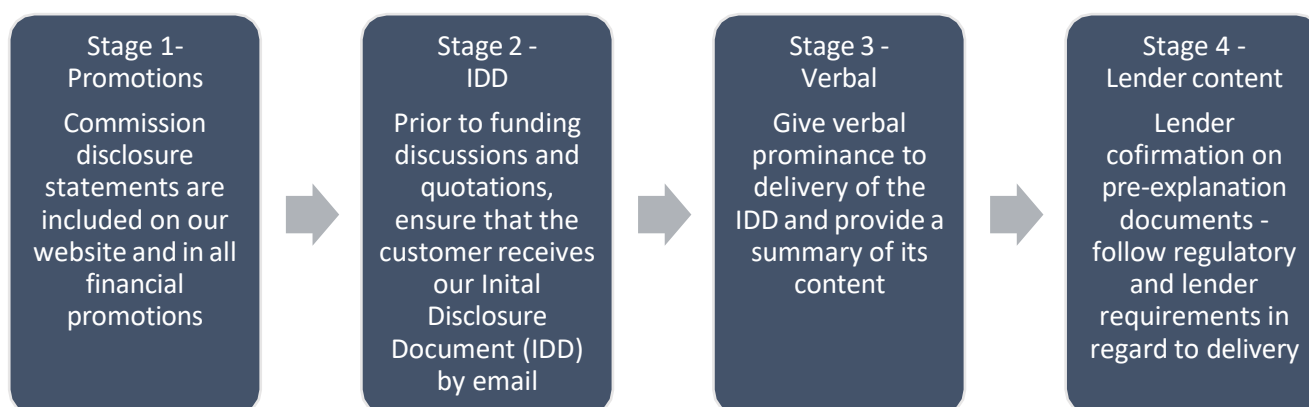 Stage 1-
Promotions
Commission
disclosure
statements are
included on our
website and in all
financial
promotions
Stage 2 -
IDD
Prior to funding
discussions and
quotations,
ensure that the
customer receives
our Inital
Disclosure
Document (IDD)
by email
Stage 3 -
Verbal
Give verbal
prominance to
delivery of the
IDD and provide a
summary of its
content
Stage 4 -
Lender content
Lender
cofirmation on
pre-explanation
documents -
follow regulatory
and lender
requirements in
regard to delivery